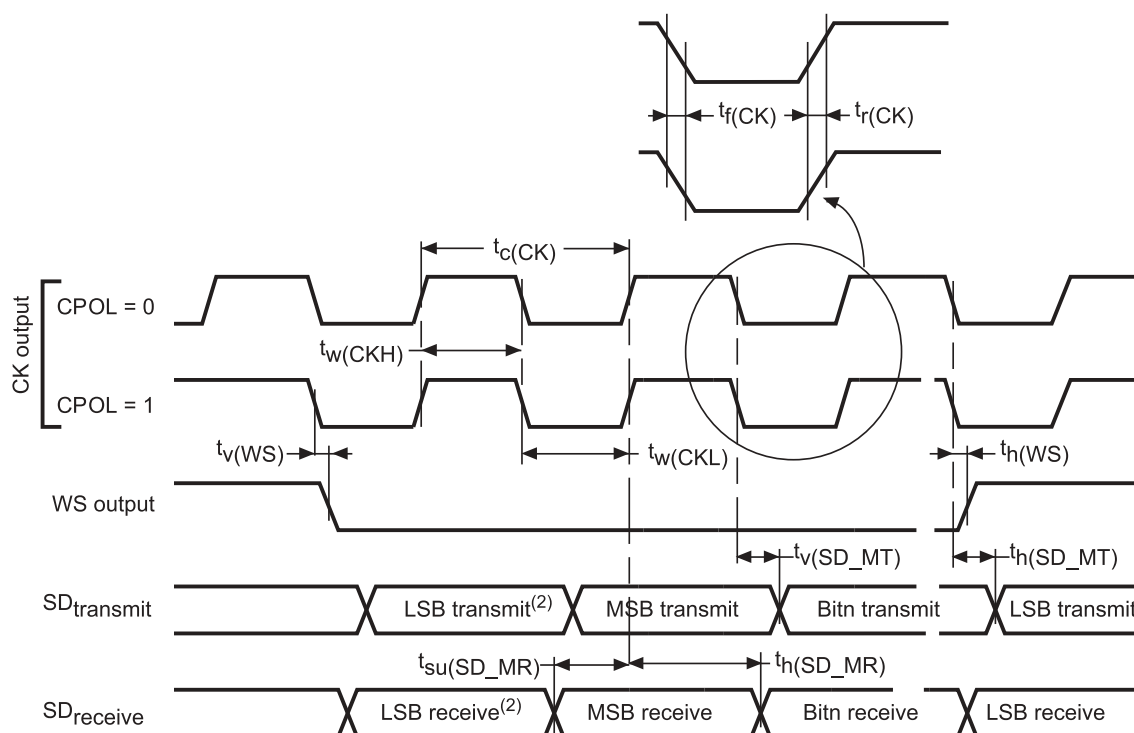 tf(CK)
tr(CK)
tc(CK)
CK output
CPOL = 0
tw(CKH)
CPOL = 1
tv(WS)
tw(CKL)
th(WS)
WS output
tv(SD_MT)
th(SD_MT)
SDtransmit
LSB transmit(2)
MSB transmit
Bitn transmit
LSB transmit
tsu(SD_MR)
th(SD_MR)
SDreceive
LSB receive(2)
MSB receive
Bitn receive
LSB receive